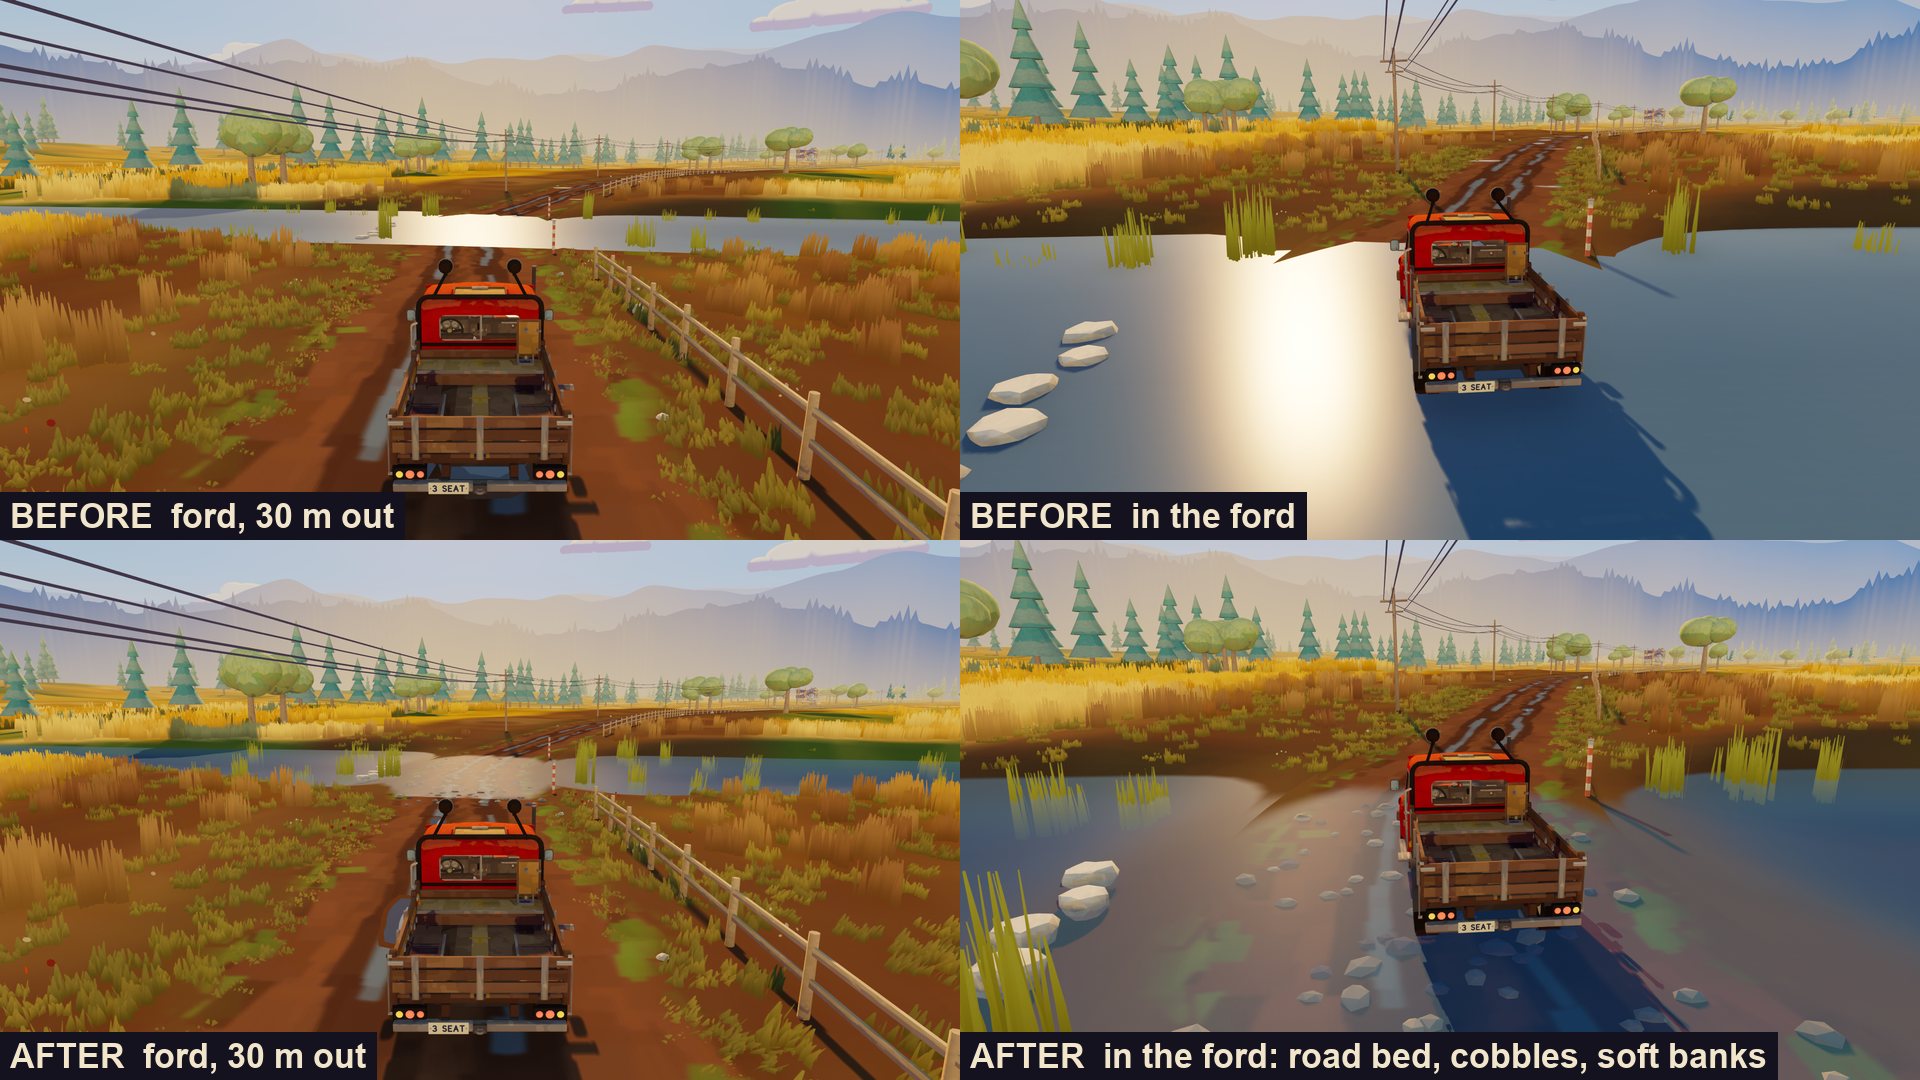 3 SEAT
BEFORE ford, 30 m out
3 SEAT
BEFORE in the ford
3 SEAT
AFTER ford, 30 m out
3 SEAT
AFTER in the ford: road bed, cobbles, soft banks